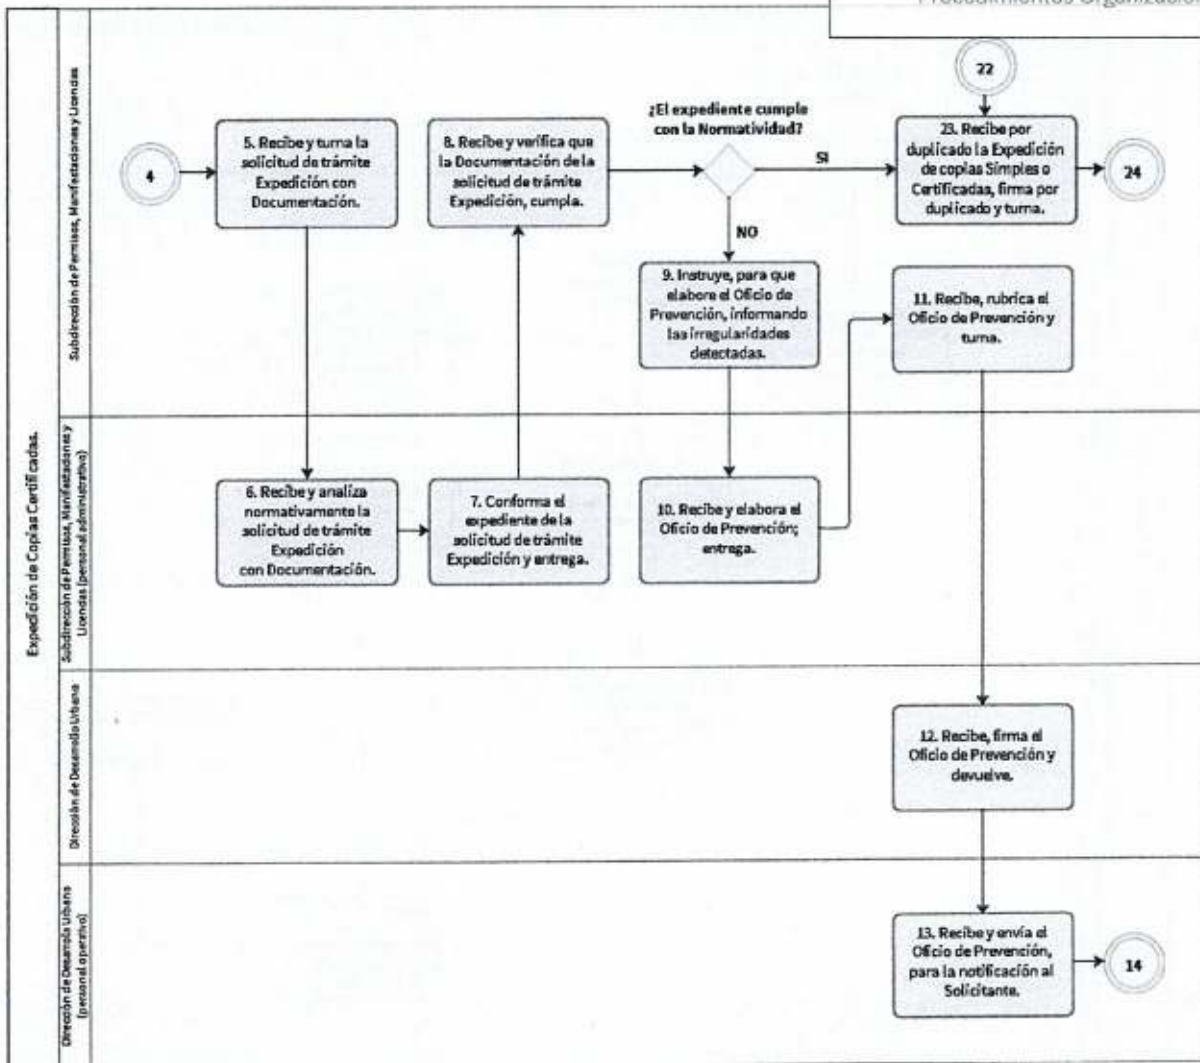 Procedimientos Organizacion
Expedición de Copias Certificadas.
Subdirección de Permisos, Manifestaciones y Licencias
4
5. Recibe y turna la
solicitud de trámite
Expedición con
Documentación.
8. Recibe y verifica que
la Documentación de la
solicitud de trámite
Expedición, cumpla.
¿El expediente cumple
con la Normatividad?
SI
NO
22
23. Recibe por
duplicado la Expedición
de copias Simples o
Certificadas, firma por
duplicado y turna.
24
9. Instruye, para que
elabore el Oficio de
Prevención, informando
las irregularidades
detectadas.
11. Recibe, rubrica el
Oficio de Prevención y
turna.
Subdirección de Permisos, Manifestaciones y
Licencias (personal administrativo)
6. Recibe y analiza
normativamente la
solicitud de trámite
Expedición
con Documentación.
7. Conforma el
expediente de la
solicitud de trámite
Expedición y entrega.
10. Recibe y elabora el
Oficio de Prevención;
entrega.
Dirección de Desarrollo Urbano
12. Recibe, firma el
Oficio de Prevención y
devuelve.
Dirección de Desarrollo Urbano
(personal operativo)
13. Recibe y envía el
Oficio de Prevención,
para la notificación al
Solicitante.
14